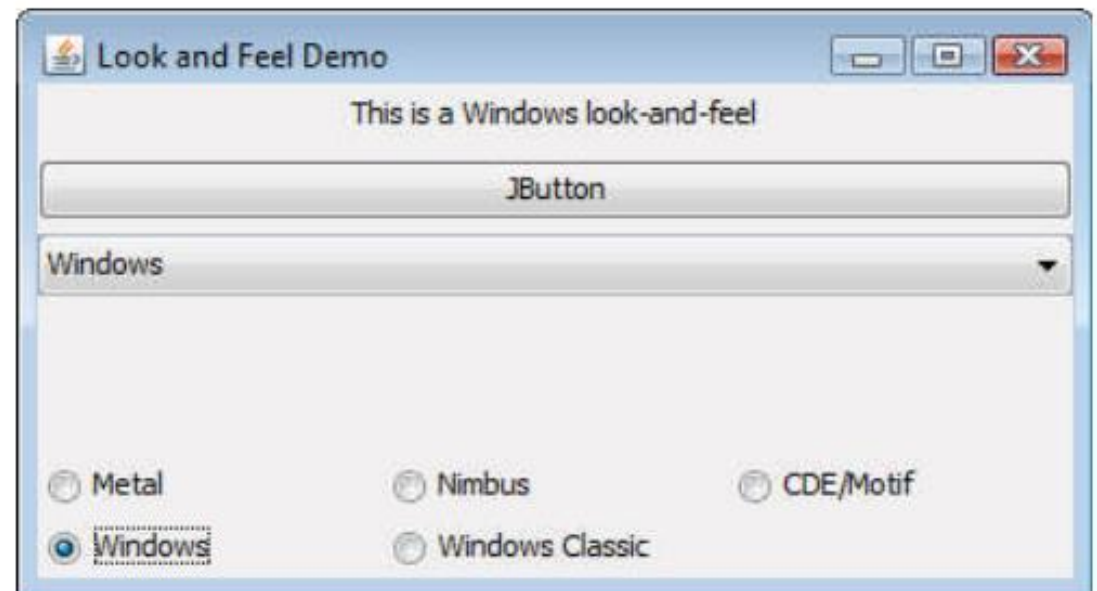 Look and Feel Demo
This is a Windows look-and-feel
JButton
Windows
Metal
Nimbus
CDE/Motif
Windows
Windows Classic